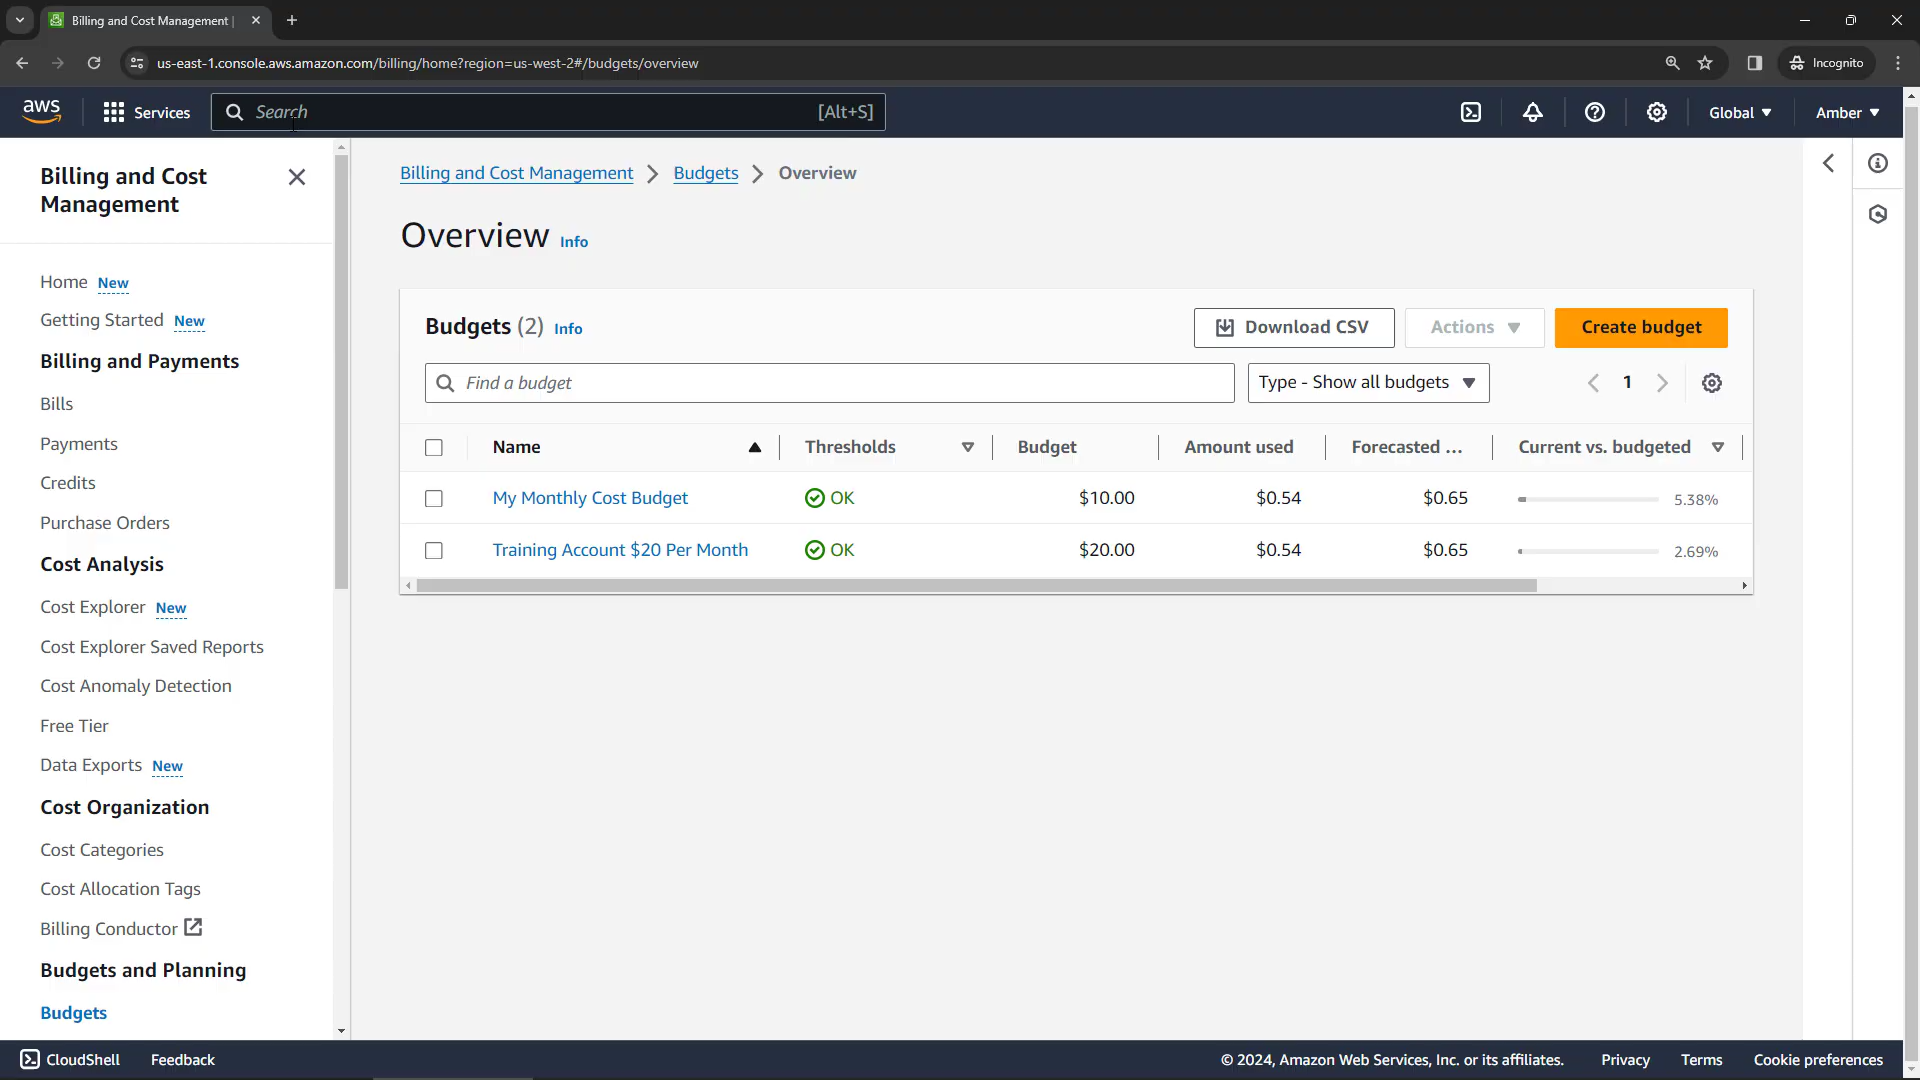 Billing and Cost Management |
us-east-1.console.aws.amazon.com/billing/home?region=us-west-2#/budgets/overview
Incognito
aws
Services
Search
[Alt+S]
Global
Amber
Billing and Cost
Management
Home New
Getting Started New
Billing and Payments
Bills
Payments
Credits
Purchase Orders
Cost Analysis
Cost Explorer New
Cost Explorer Saved Reports
Cost Anomaly Detection
Free Tier
Data Exports New
Cost Organization
Cost Categories
Cost Allocation Tags
Billing Conductor
Budgets and Planning
Budgets
Billing and Cost Management > Budgets > Overview
Overview Info
Budgets (2) Info
Download CSV
Actions
Create budget
Find a budget
Type - Show all budgets
1
Name Thresholds Budget Amount used Forecasted ... Current vs. budgeted
My Monthly Cost Budget OK $10.00 $0.54 $0.65 5.38%
Training Account $20 Per Month OK $20.00 $0.54 $0.65 2.69%
CloudShell Feedback
© 2024, Amazon Web Services, Inc. or its affiliates. Privacy Terms Cookie preferences